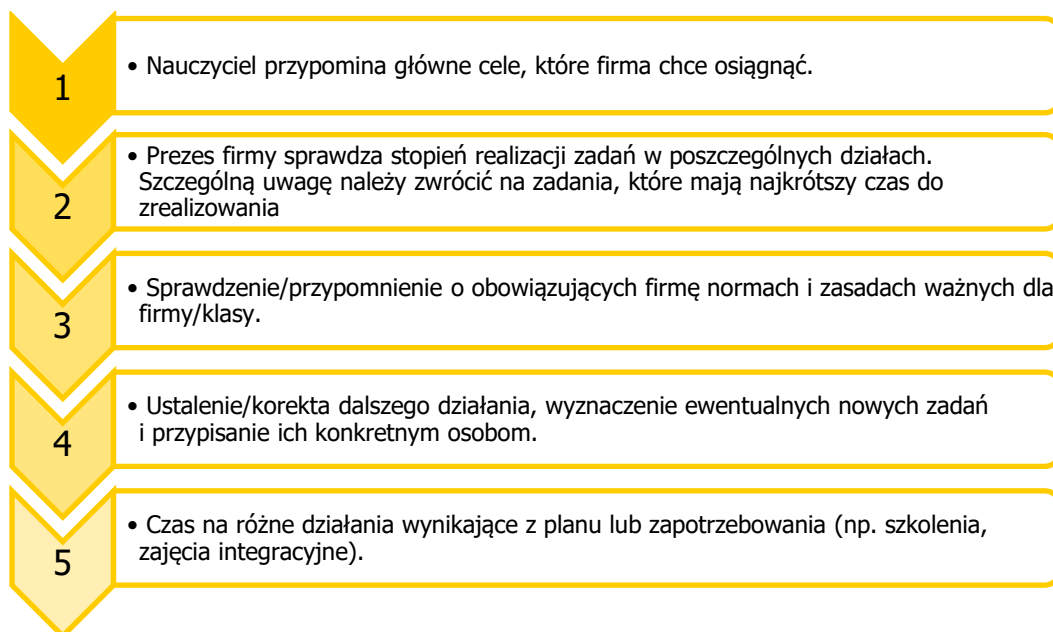 1
• Nauczyciel przypomina główne cele, które firma chce osiągnąć.
2
• Prezes firmy sprawdza stopień realizacji zadań w poszczególnych działach.
Szczególną uwagę należy zwrócić na zadania, które mają najkrótszy czas do
zrealizowania
3
• Sprawdzenie/przypomnienie o obowiązujących firmę normach i zasadach ważnych dla
firmy/klasy.
4
• Ustalenie/korekta dalszego działania, wyznaczenie ewentualnych nowych zadań
i przypisanie ich konkretnym osobom.
5
• Czas na różne działania wynikające z planu lub zapotrzebowania (np. szkolenia,
zajęcia integracyjne).